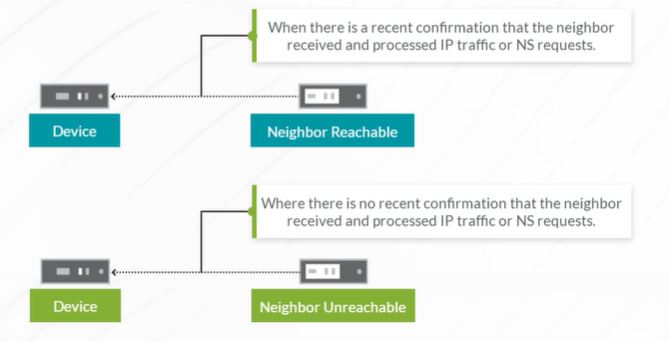 When there is a recent confirmation that the neighbor
received and processed IP traffic or NS requests.
Device
Neighbor Reachable
Where there is no recent confirmation that the neighbor
received and processed IP traffic or NS requests.
Device
Neighbor Unreachable